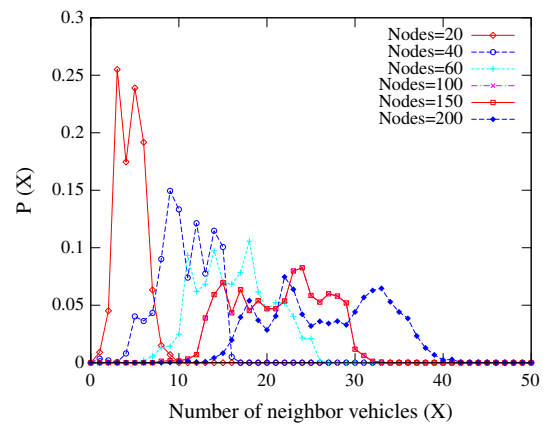 Nodes=20
Nodes=40
Nodes=60
Nodes=100
Nodes=150
Nodes=200
0.3
0.25
0.2
0.15
0.1
0.05
0
P (X)
0 10 20 30 40 50
Number of neighbor vehicles (X)